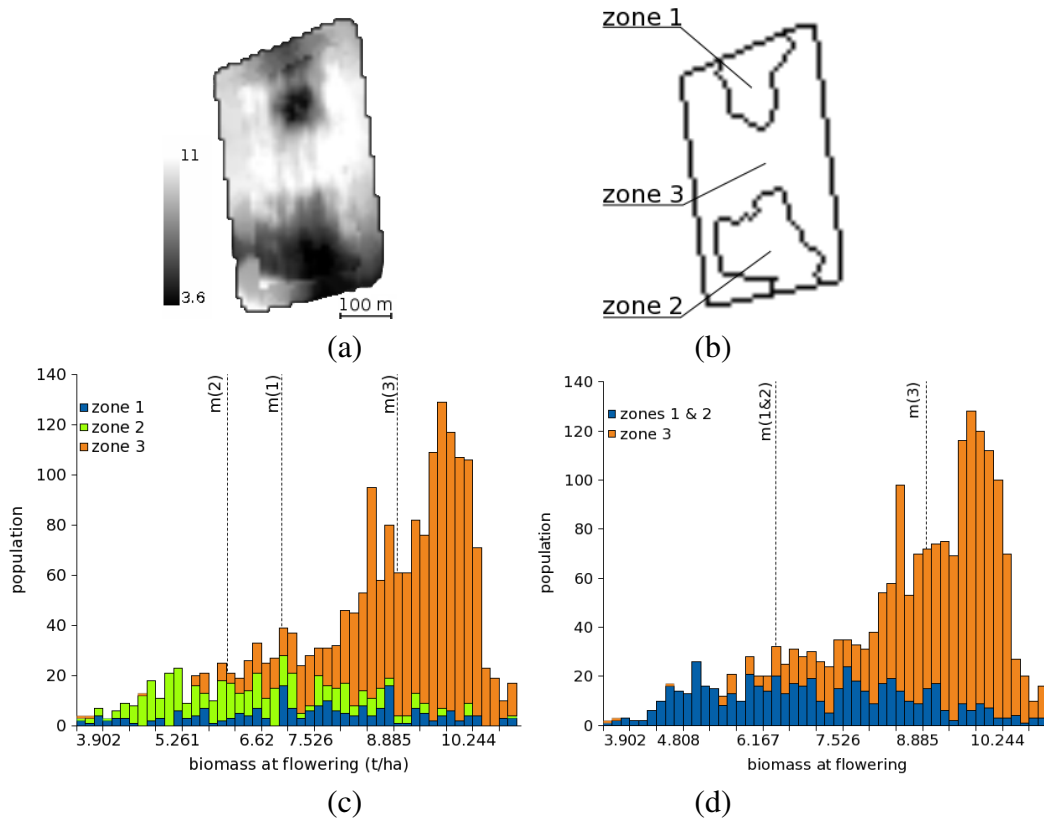 11
3.6
100 m
(a)
zone 1
zone 3
zone 2
(b)
140
120
100
80
60
40
20
0
population
zone 1
zone 2
zone 3
m(2)
m(1)
m(3)
3.902 5.261 6.62 7.526 8.885 10.244
biomass at flowering (t/ha)
(c)
140
120
100
80
60
40
20
0
population
zones 1 & 2
zone 3
m(1&2)
m(3)
3.902 4.808 6.167 7.526 8.885 10.244
biomass at flowering
(d)